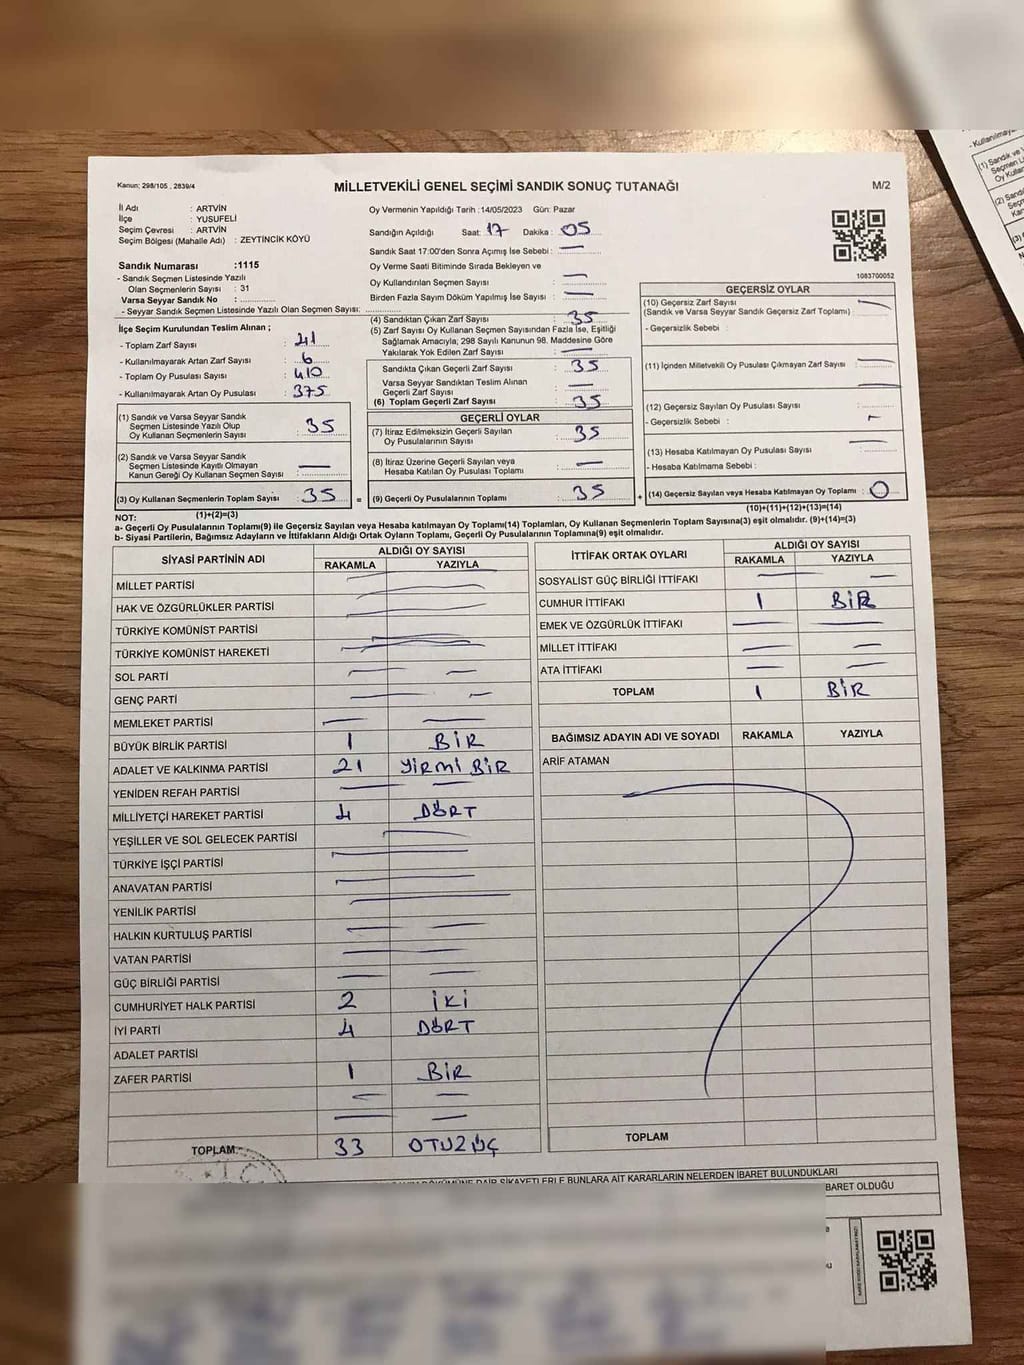 Kanun; 298/105 , 2839/4
MİLLETVEKİLİ GENEL SEÇİMİ SANDIK SONUÇ TUTANAĞI
M/2
İl Adı : ARTVİN
İlçe : YUSUFELİ
Seçim Çevresi : ARTVİN
Seçim Bölgesi (Mahalle Adı) : ZEYTİNCİK KÖYÜ
Sandık Numarası :1115
- Sandık Seçmen Listesinde Yazılı
Olan Seçmenlerin Sayısı : 31
Varsa Seyyar Sandık No :
- Seyyar Sandık Seçmen Listesinde Yazılı Olan Seçmen Sayısı:
İlçe Seçim Kurulundan Teslim Alınan ;
- Toplam Zarf Sayısı : 41
- Kullanılmayarak Artan Zarf Sayısı : 6
- Toplam Oy Pusulası Sayısı : 410
- Kullanılmayarak Artan Oy Pusulası : 375
(1) Sandık ve Varsa Seyyar Sandık
Seçmen Listesinde Yazılı Olup
Oy Kullanan Seçmenlerin Sayısı : 35
(2) Sandık ve Varsa Seyyar Sandık
Seçmen Listesinde Kayıtlı Olmayan
Kanun Gereği Oy Kullanan Seçmen Sayısı : —
(3) Oy Kullanan Seçmenlerin Toplam Sayısı : 35
(1)+(2)=(3)
Oy Vermenin Yapıldığı Tarih : 14/05/2023 Gün: Pazar
Sandığın Açıldığı Saat: 17 Dakika : 05
Sandık Saat 17:00'den Sonra Açımış İse Sebebi : —
Oy Verme Saati Bitiminde Sırada Bekleyen ve
Oy Kullandırılan Seçmen Sayısı : —
Birden Fazla Sayım Döküm Yapılmış İse Sayısı : —
(4) Sandıktan Çıkan Zarf Sayısı : 35
(5) Zarf Sayısı Oy Kullanan Seçmen Sayısından Fazla İse, Eşitliği
Sağlamak Amacıyla; 298 Sayılı Kanunun 98. Maddesine Göre
Yakılarak Yok Edilen Zarf Sayısı : —
Sandıkta Çıkan Geçerli Zarf Sayısı : 35
Varsa Seyyar Sandıktan Teslim Alınan
Geçerli Zarf Sayısı : —
(6) Toplam Geçerli Zarf Sayısı : 35
GEÇERLİ OYLAR
(7) İtiraz Edilmeksizin Geçerli Sayılan
Oy Pusulalarının Sayısı : 35
(8) İtiraz Üzerine Geçerli Sayılan veya
Hesaba Katılan Oy Pusulası Toplamı : —
= (9) Geçerli Oy Pusulalarının Toplamı : 35
1083700052
GEÇERSİZ OYLAR
(10) Geçersiz Zarf Sayısı : —
(Sandık ve Varsa Seyyar Sandık Geçersiz Zarf Toplamı)
- Geçersizlik Sebebi :
(11) İçinden Milletvekili Oy Pusulası Çıkmayan Zarf Sayısı : —
(12) Geçersiz Sayılan Oy Pusulası Sayısı :
- Geçersizlik Sebebi : —
(13) Hesaba Katılmayan Oy Pusulası Sayısı : —
- Hesaba Katılmama Sebebi :
+ (14) Geçersiz Sayılan veya Hesaba Katılmayan Oy Toplamı : 0
(10)+(11)+(12)+(13)=(14)
NOT:
a- Geçerli Oy Pusulalarının Toplamı(9) ile Geçersiz Sayılan veya Hesaba katılmayan Oy Toplamı(14) Toplamları, Oy Kullanan Seçmenlerin Toplam Sayısına(3) eşit olmalıdır. (9)+(14)=(3)
b- Siyasi Partilerin, Bağımsız Adayların ve İttifakların Aldığı Ortak Oyların Toplamı, Geçerli Oy Pusulalarının Toplamına(9) eşit olmalıdır.
SİYASİ PARTİNİN ADI ALDIĞI OY SAYISI
RAKAMLA YAZIYLA
MİLLET PARTİSİ — —
HAK VE ÖZGÜRLÜKLER PARTİSİ — —
TÜRKİYE KOMÜNİST PARTİSİ — —
TÜRKİYE KOMÜNİST HAREKETİ — —
SOL PARTİ — —
GENÇ PARTİ — —
MEMLEKET PARTİSİ — —
BÜYÜK BİRLİK PARTİSİ 1 BİR
ADALET VE KALKINMA PARTİSİ 21 YİRMİ BİR
YENİDEN REFAH PARTİSİ — —
MİLLİYETÇİ HAREKET PARTİSİ 4 DÖRT
YEŞİLLER VE SOL GELECEK PARTİSİ —
TÜRKİYE İŞÇİ PARTİSİ — —
ANAVATAN PARTİSİ — —
YENİLİK PARTİSİ — —
HALKIN KURTULUŞ PARTİSİ — —
VATAN PARTİSİ — —
GÜÇ BİRLİĞİ PARTİSİ — —
CUMHURİYET HALK PARTİSİ 2 İKİ
İYİ PARTİ 4 DÖRT
ADALET PARTİSİ
ZAFER PARTİSİ 1 BİR
— —
— —
TOPLAM: 33 OTUZ ÜÇ
İTTİFAK ORTAK OYLARI ALDIĞI OY SAYISI
RAKAMLA YAZIYLA
SOSYALİST GÜÇ BİRLİĞİ İTTİFAKI — —
CUMHUR İTTİFAKI 1 BİR
EMEK VE ÖZGÜRLÜK İTTİFAKI — —
MİLLET İTTİFAKI — —
ATA İTTİFAKI — —
TOPLAM 1 BİR
BAĞIMSIZ ADAYIN ADI VE SOYADI RAKAMLA YAZIYLA
ARİF ATAMAN
TOPLAM
DÖKÜMÜNE DAİR ŞİKAYETLERLE BUNLARA AİT KARARLARIN NELERDEN İBARET BULUNDUKLARI
İBARET OLDUĞU